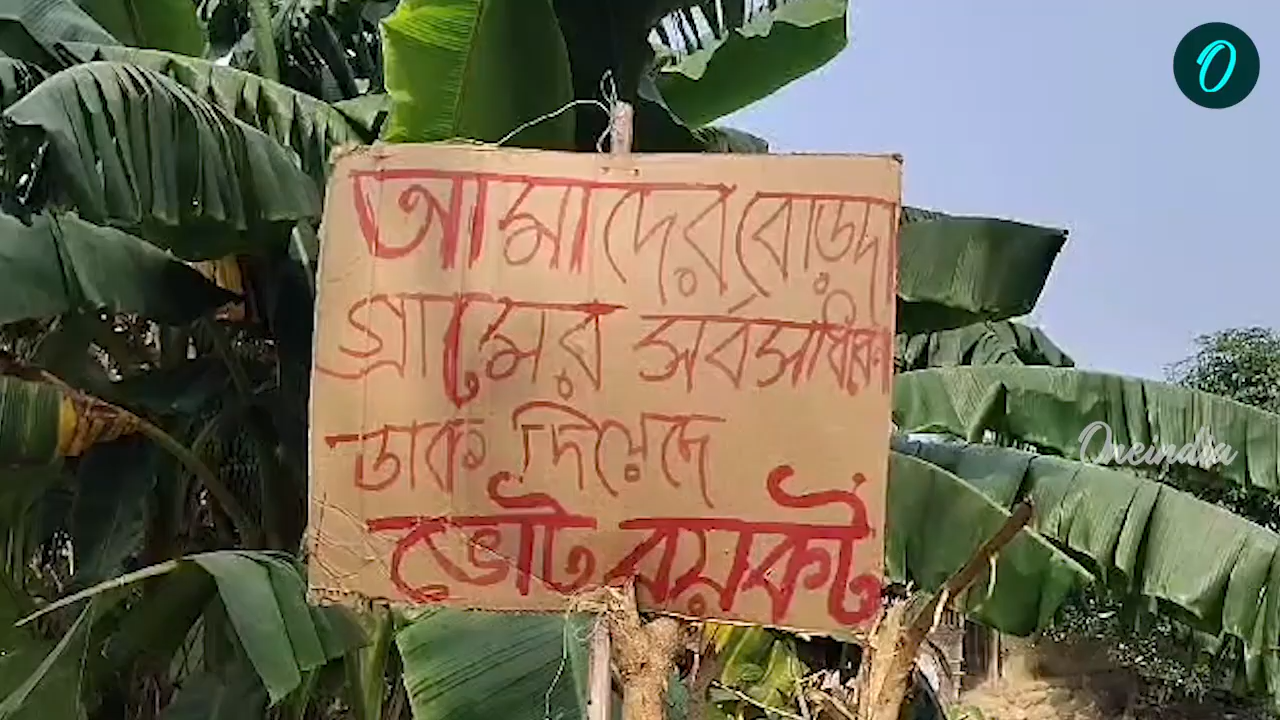 O
আমাদের বোড়দা
গ্রামের সর্বসাধারণ
ডাক দিয়েছে
ভোট বয়কট
Oneindia